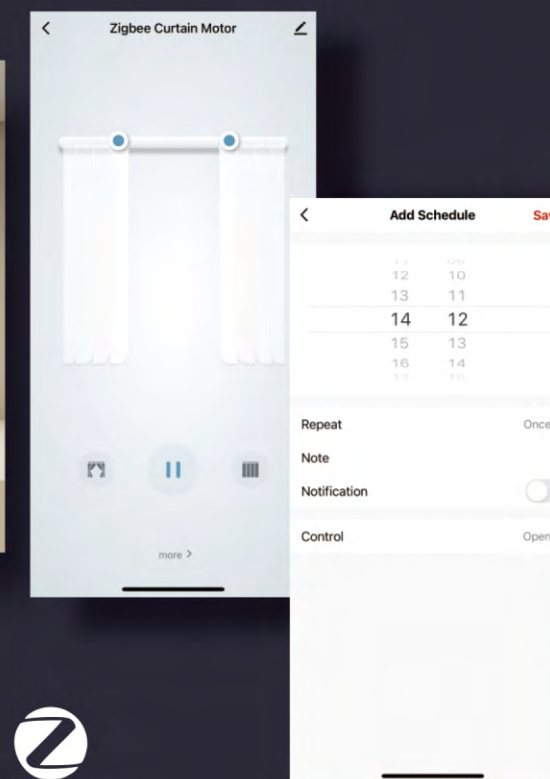 Zigbee Curtain Motor
more >
Add Schedule
12 10
13 11
14 12
15 13
16 14
Repeat Once
Note
Notification
Control Open